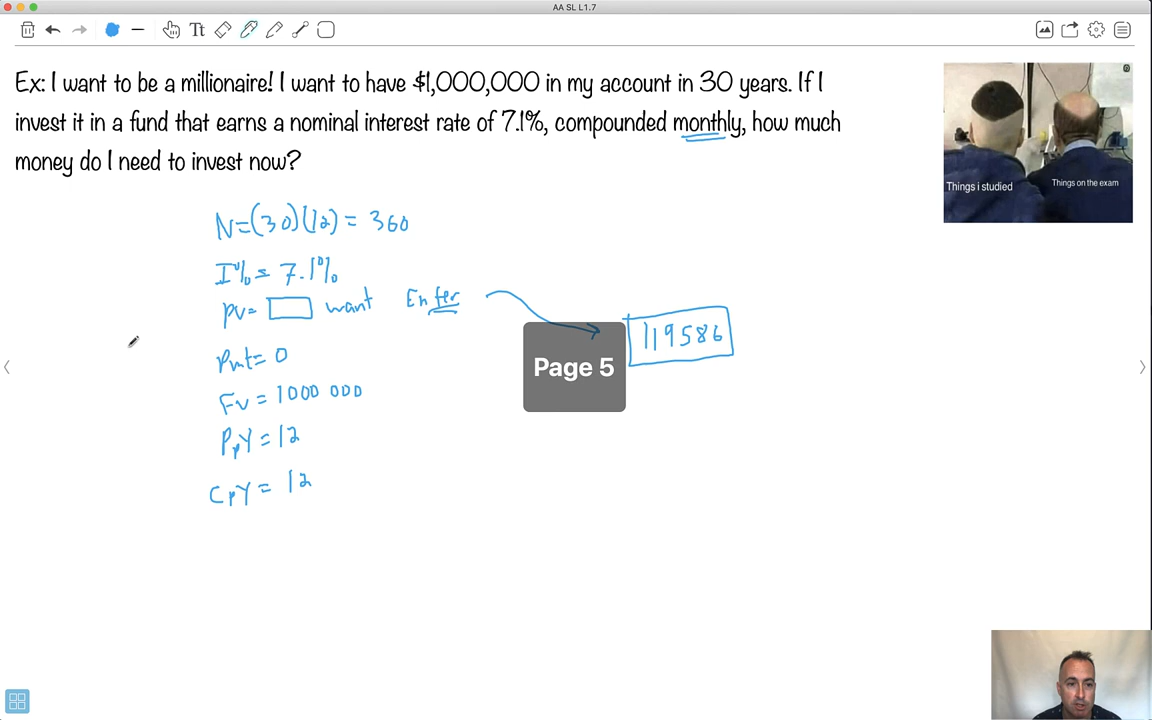 AA SL L1.7
Tt
Ex: I want to be a millionaire! I want to have $1,000,000 in my account in 30 years. If I
invest it in a fund that earns a nominal interest rate of 7.1%, compounded monthly, how much
money do I need to invest now?
Things i studied
Things on the exam
N=(30)(12) = 360
I% = 7.1%
PV= want Enter
119586
Page 5
Pmt = 0
FV = 1000 000
PpY = 12
CpY = 12